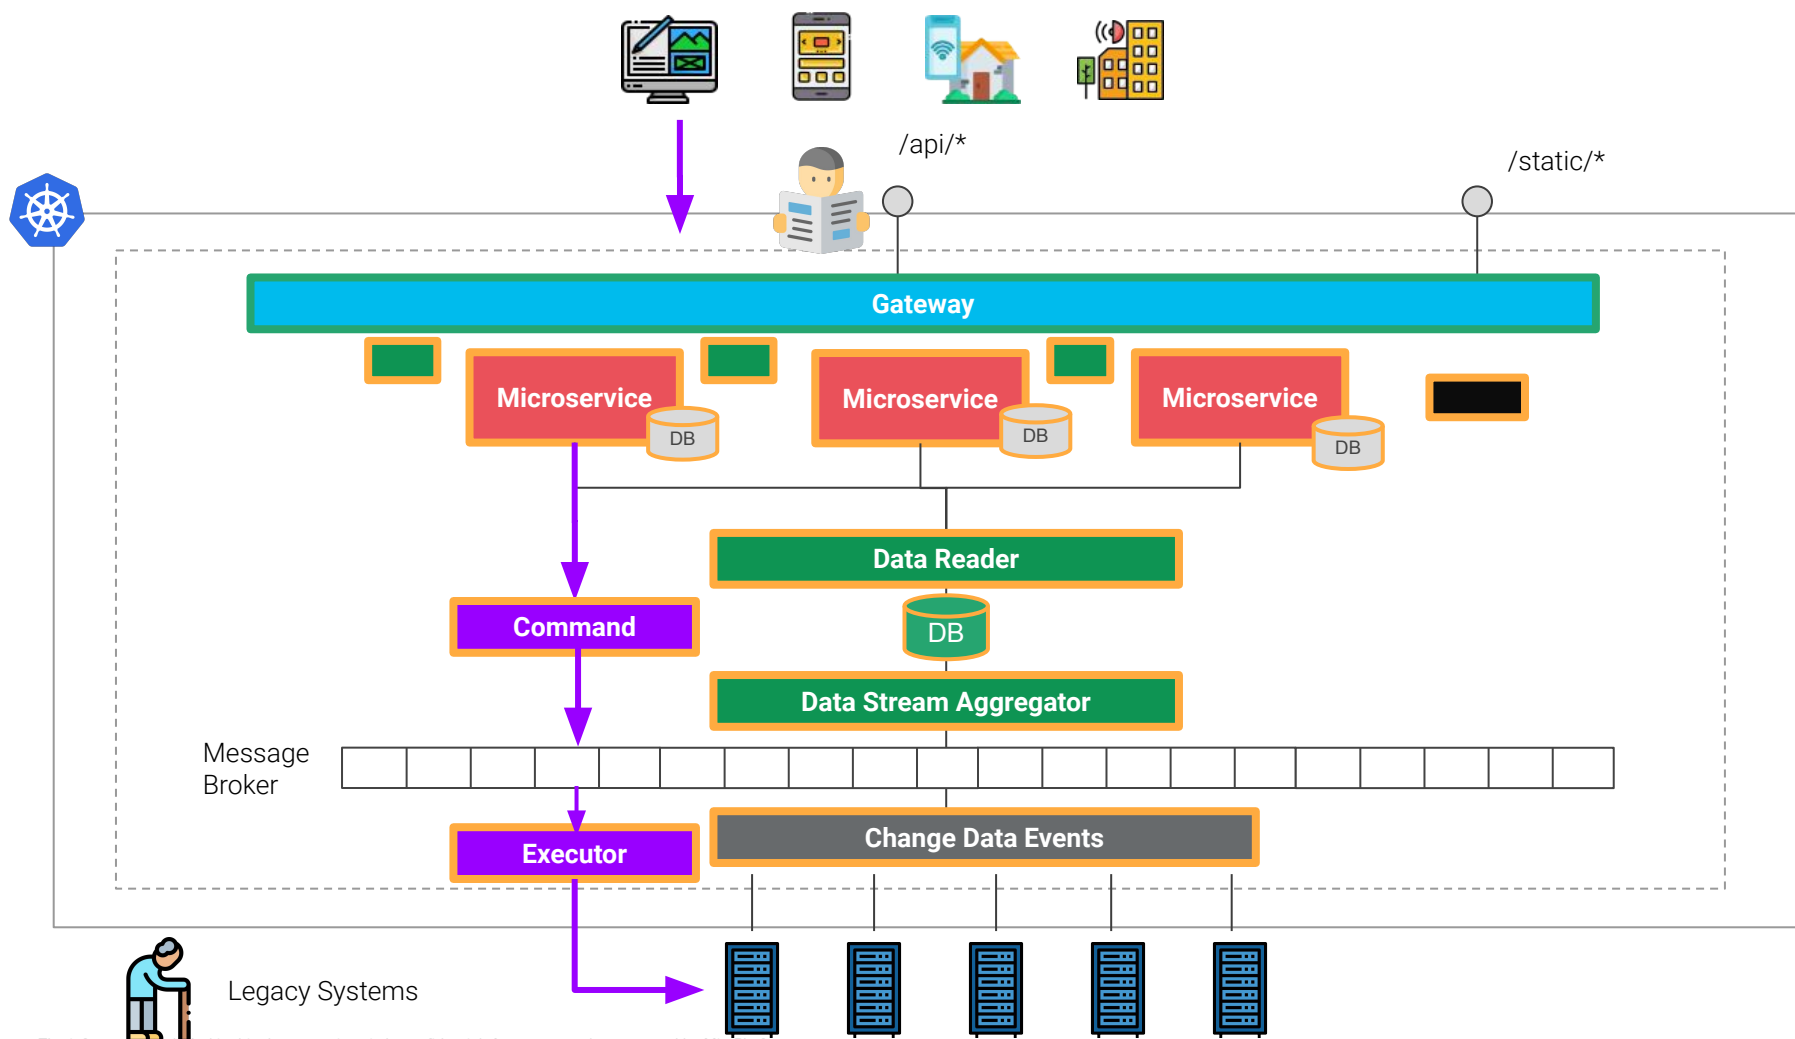 /api/*
/static/*
Gateway
Microservice
Microservice
Microservice
DB
DB
DB
Data Reader
Command
DB
Data Stream Aggregator
Message
Broker
Change Data Events
Executor
Legacy Systems